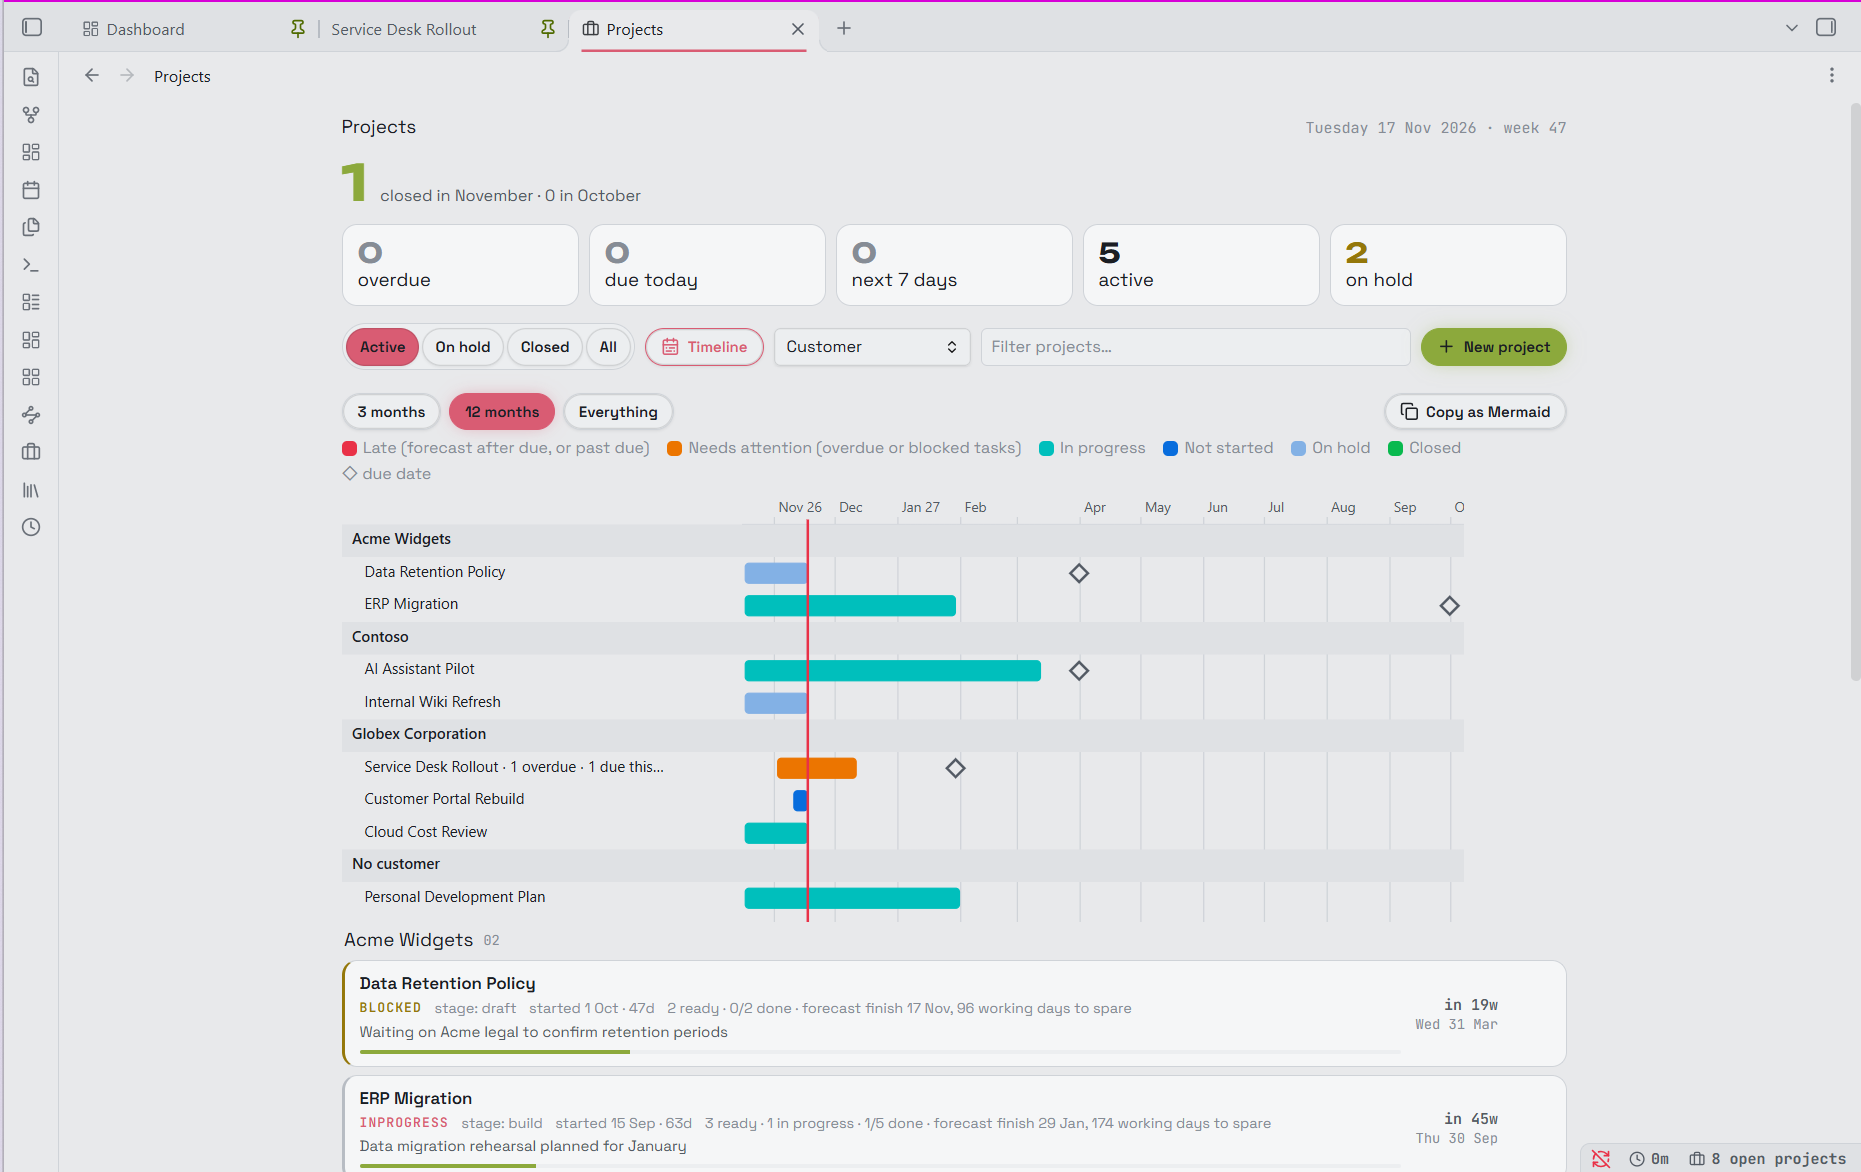 Dashboard
Service Desk Rollout
Projects
Projects
Projects
Tuesday 17 Nov 2026 · week 47
1 closed in November · 0 in October
0
overdue
0
due today
0
next 7 days
5
active
2
on hold
Active
On hold
Closed
All
Timeline
Customer
Filter projects...
New project
3 months
12 months
Everything
Copy as Mermaid
Late (forecast after due, or past due)
Needs attention (overdue or blocked tasks)
In progress
Not started
On hold
Closed
due date
Nov 26 Dec Jan 27 Feb Apr May Jun Jul Aug Sep O
Acme Widgets
Data Retention Policy
ERP Migration
Contoso
AI Assistant Pilot
Internal Wiki Refresh
Globex Corporation
Service Desk Rollout · 1 overdue · 1 due this...
Customer Portal Rebuild
Cloud Cost Review
No customer
Personal Development Plan
Acme Widgets 02
Data Retention Policy
BLOCKED stage: draft started 1 Oct · 47d 2 ready · 0/2 done · forecast finish 17 Nov, 96 working days to spare
Waiting on Acme legal to confirm retention periods
in 19w
Wed 31 Mar
ERP Migration
INPROGRESS stage: build started 15 Sep · 63d 3 ready · 1 in progress · 1/5 done · forecast finish 29 Jan, 174 working days to spare
Data migration rehearsal planned for January
in 45w
Thu 30 Sep
0m
8 open projects